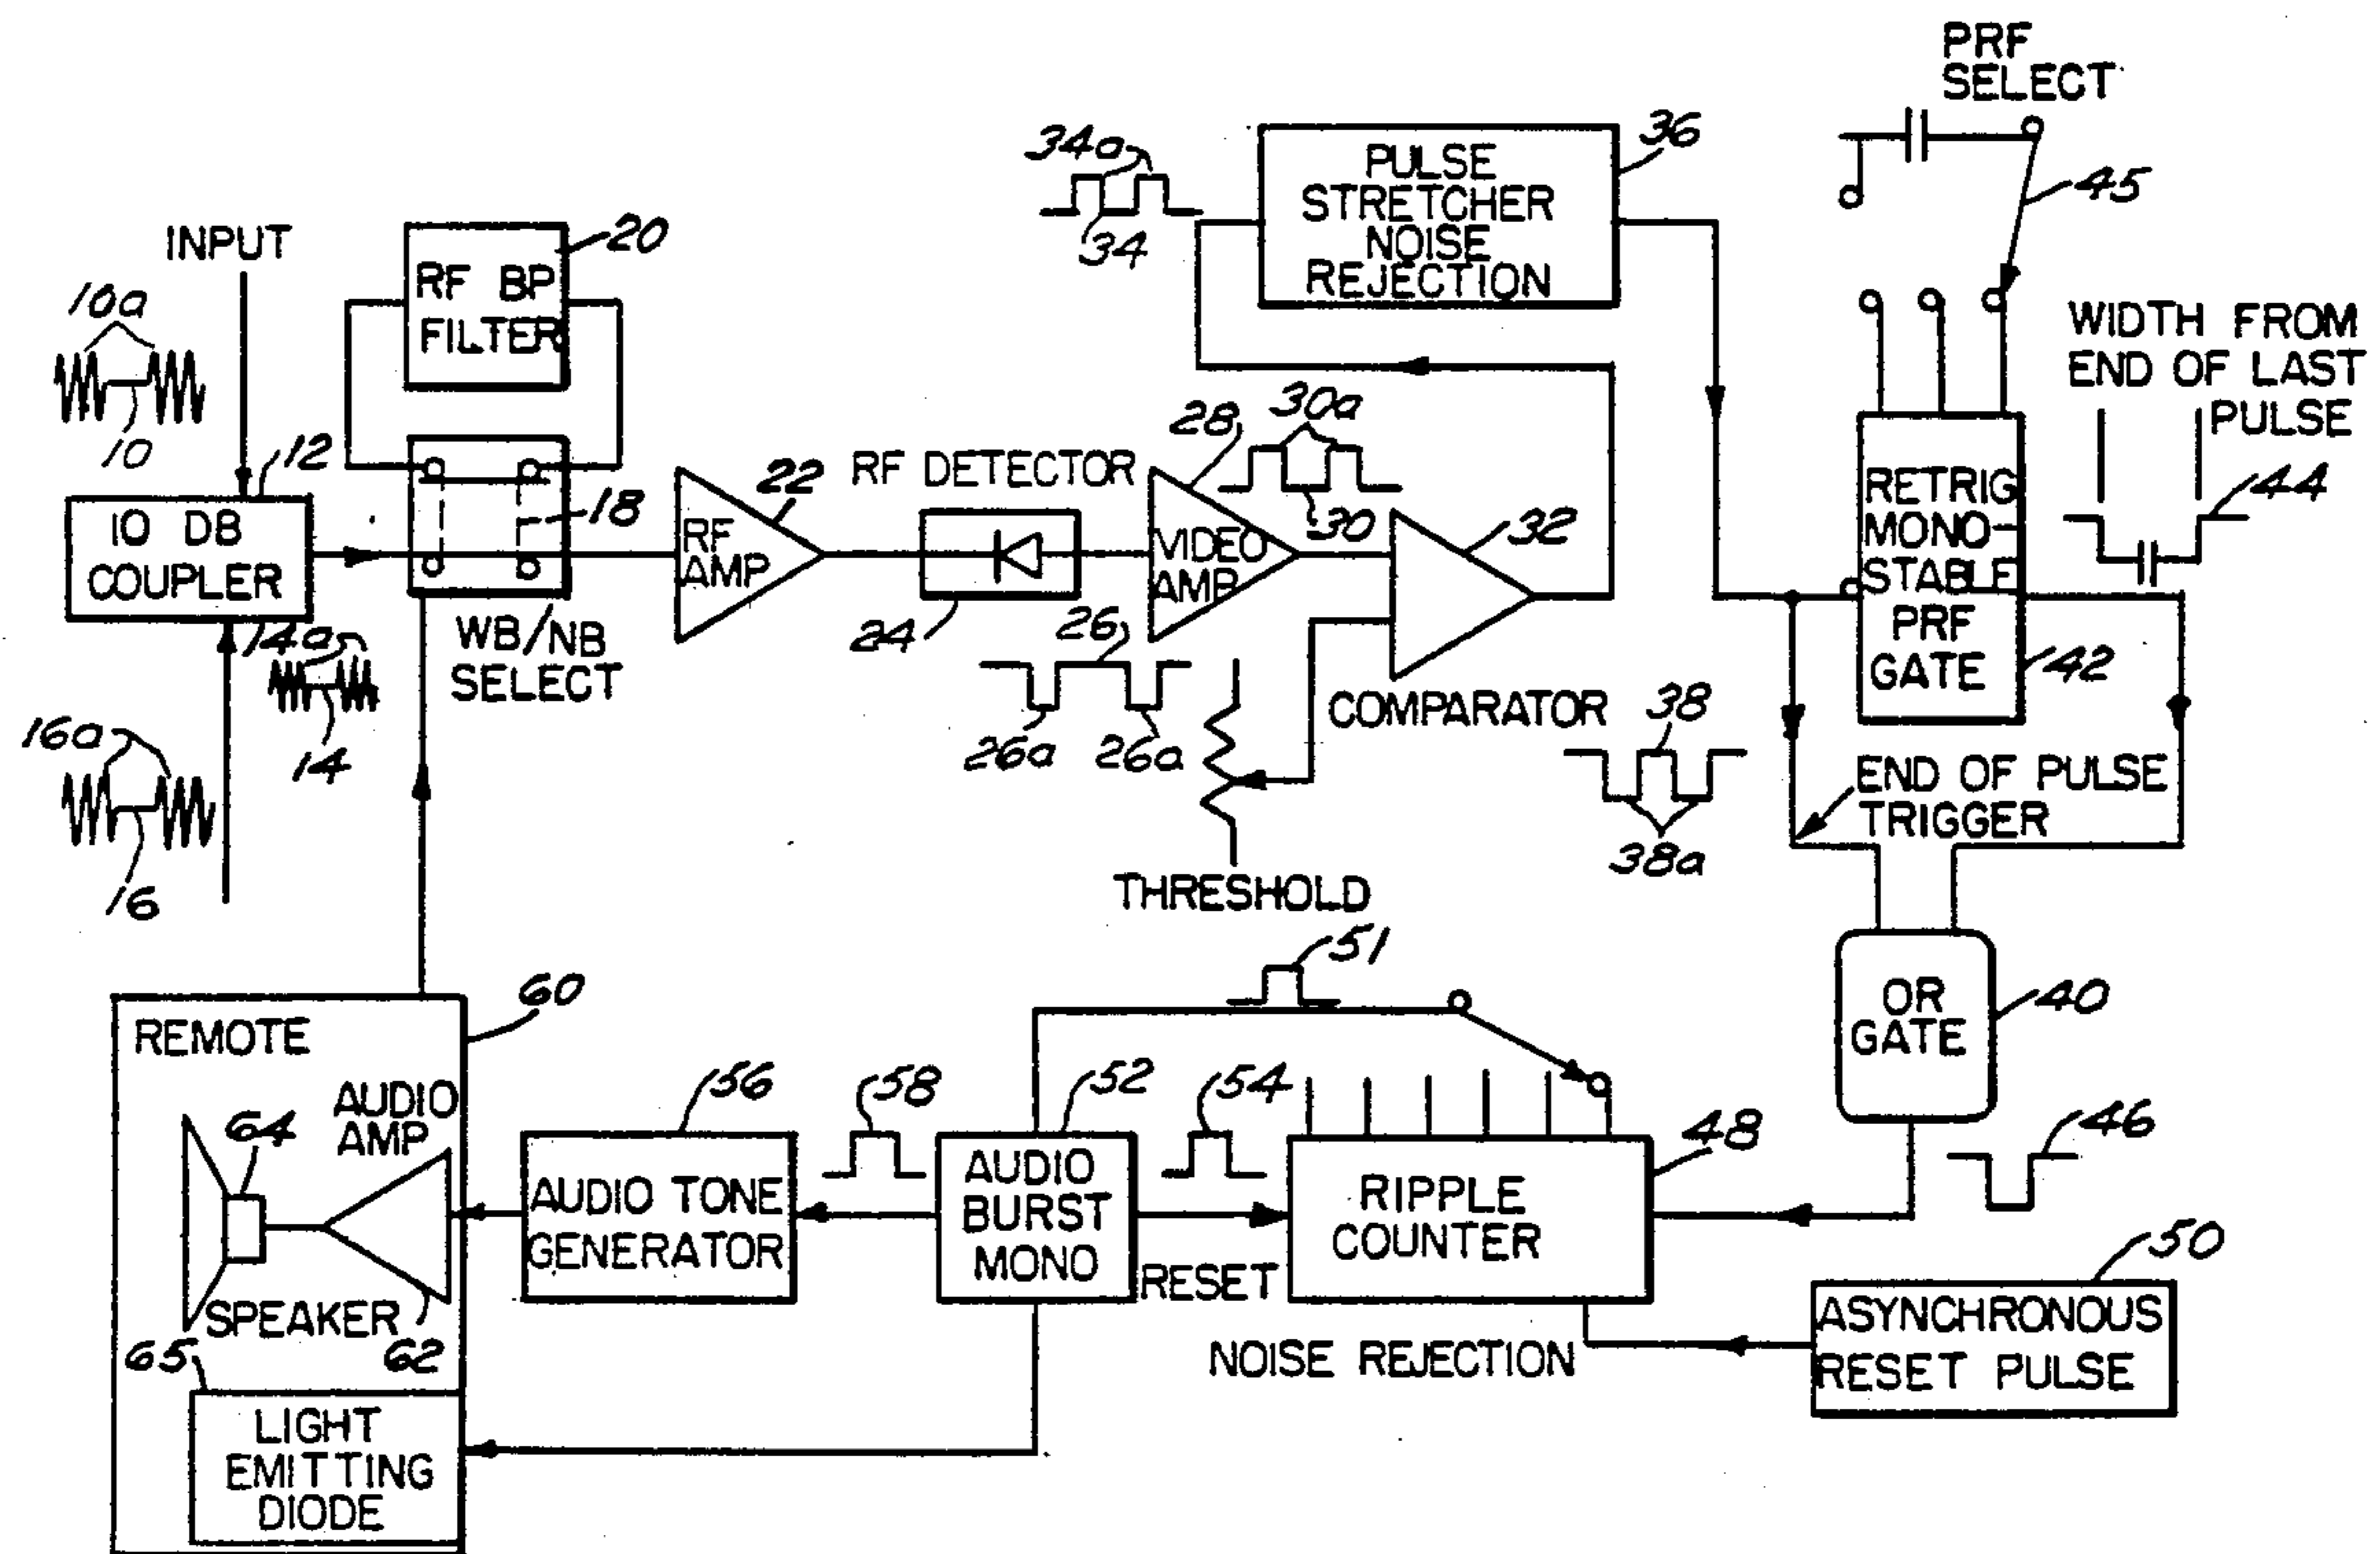 PRF
SELECT
34a
36
PULSE
STRETCHER
NOISE
REJECTION
34
45
INPUT
20
RF BP
FILTER
10a
10
12
10 DB
COUPLER
14a
14
16a
16
18
WB/NB
SELECT
22
RF
AMP
RF DETECTOR
24
26
26a
26a
28
VIDEO
AMP
30a
30
32
COMPARATOR
THRESHOLD
38
38a
WIDTH FROM
END OF LAST
PULSE
44
RETRIG
MONO-
STABLE
PRF
GATE
42
END OF PULSE
TRIGGER
OR
GATE
40
46
51
60
REMOTE
AUDIO
AMP
64
SPEAKER
62
65
LIGHT
EMITTING
DIODE
56
AUDIO TONE
GENERATOR
58
52
AUDIO
BURST
MONO
54
RESET
48
RIPPLE
COUNTER
NOISE REJECTION
50
ASYNCHRONOUS
RESET PULSE